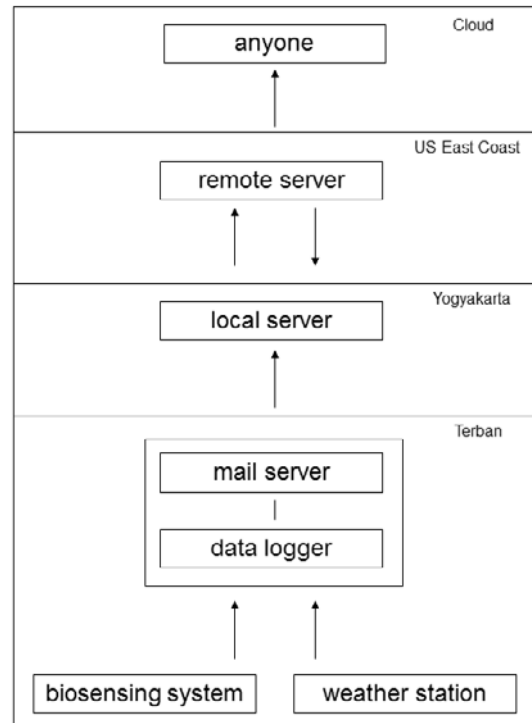 Cloud
anyone
US East Coast
remote server
Yogyakarta
local server
Terban
mail server
data logger
biosensing system
weather station